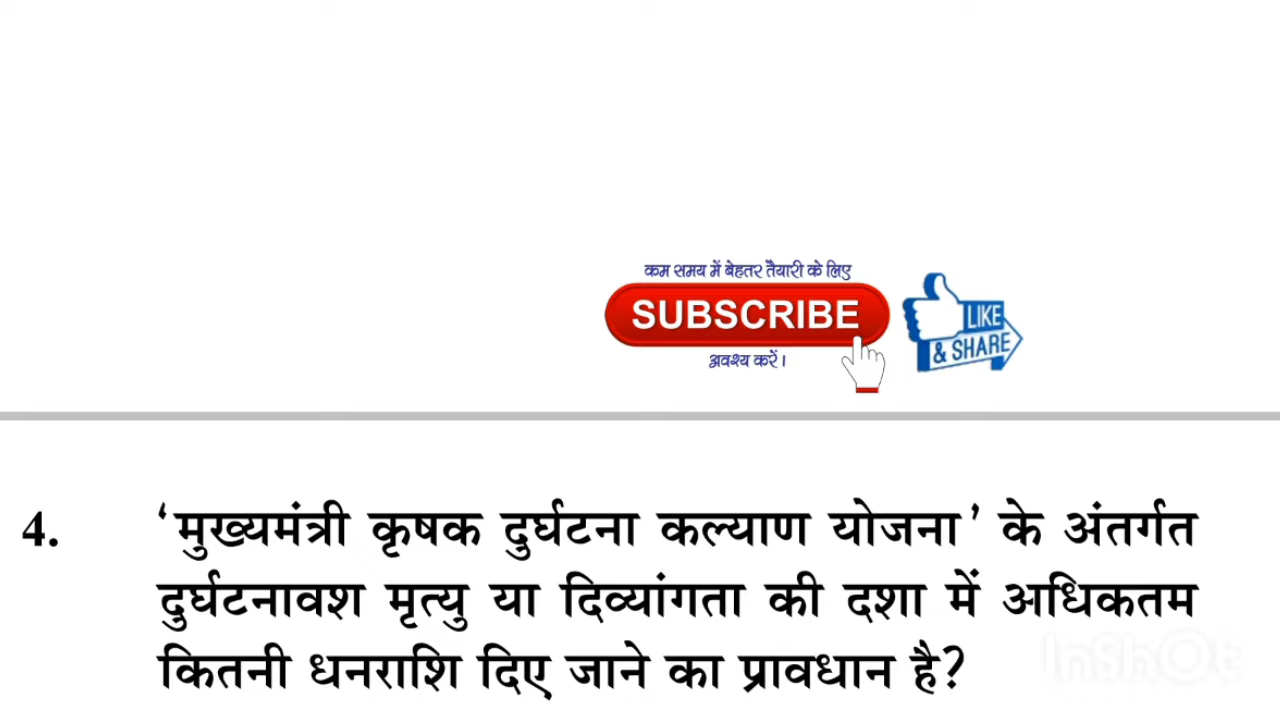 कम समय में बेहतर तैयारी के लिए
SUBSCRIBE
अवश्य करें।
LIKE
& SHARE
4. ‘मुख्यमंत्री कृषक दुर्घटना कल्याण योजना’ के अंतर्गत
दुर्घटनावश मृत्यु या दिव्यांगता की दशा में अधिकतम
कितनी धनराशि दिए जाने का प्रावधान है?
InShOt